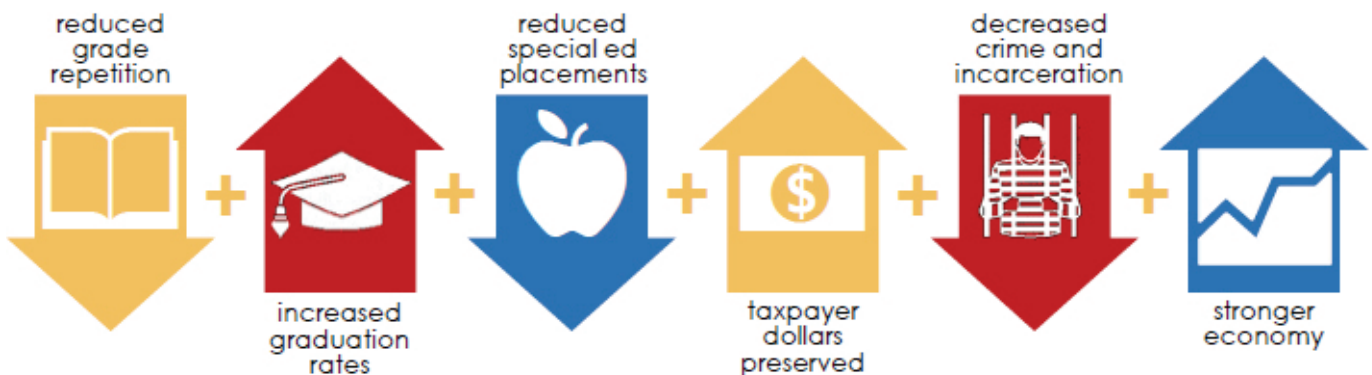 reduced
grade
repetition
increased
graduation
rates
reduced
special ed
placements
$
taxpayer
dollars
preserved
decreased
crime and
incarceration
stronger
economy